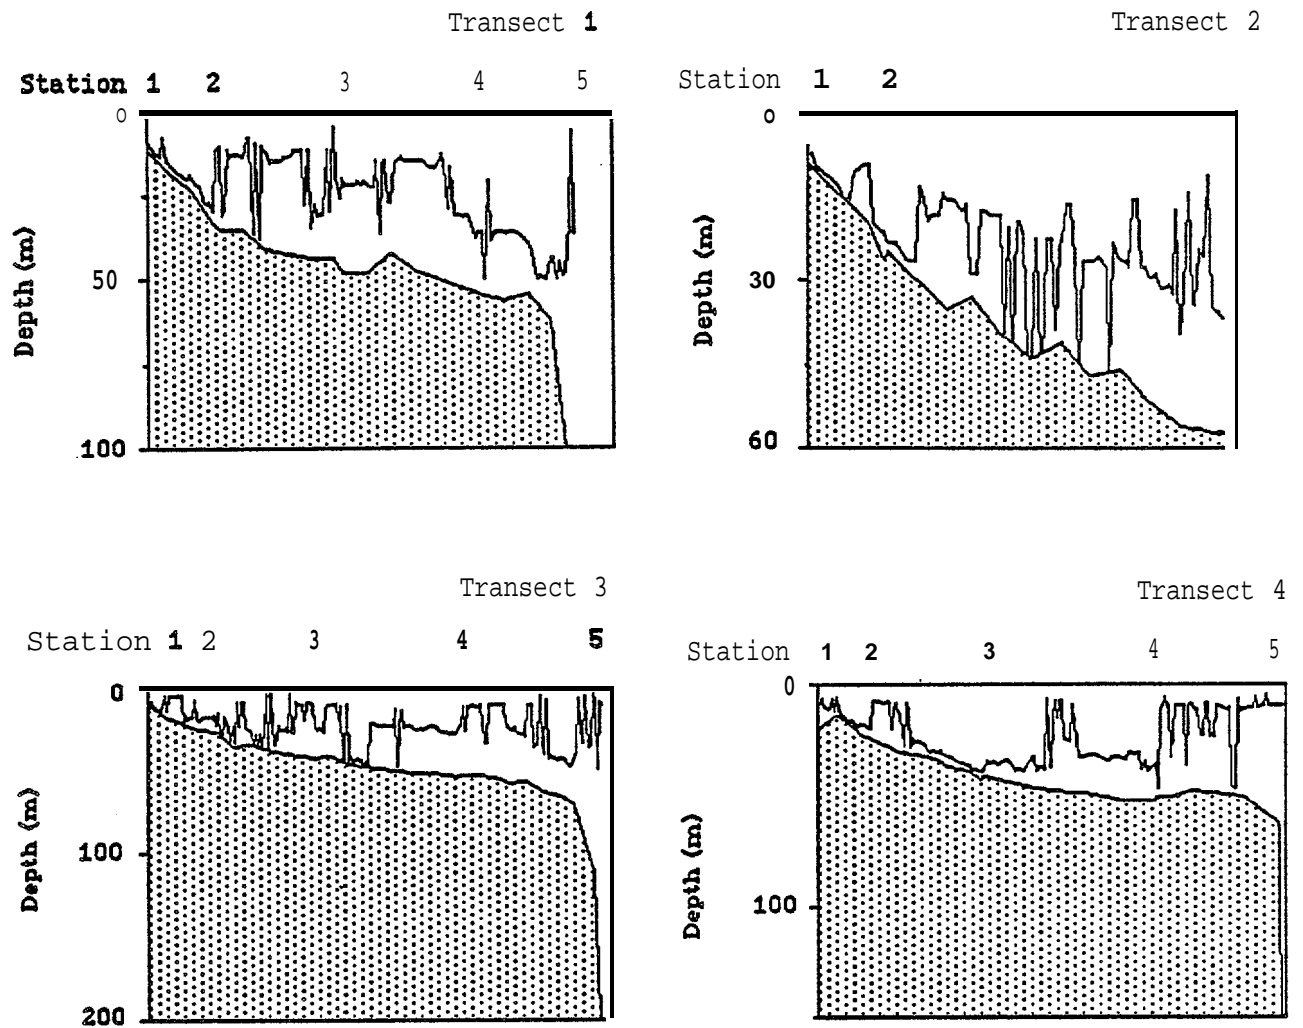 Transect 1
Station 1 2 3 4 5
0
50
100
Depth (m)
Transect 2
Station 1 2
0
30
60
Depth (m)
Transect 3
Station 1 2 3 4 5
0
100
200
Depth (m)
Transect 4
Station 1 2 3 4 5
0
100
Depth (m)